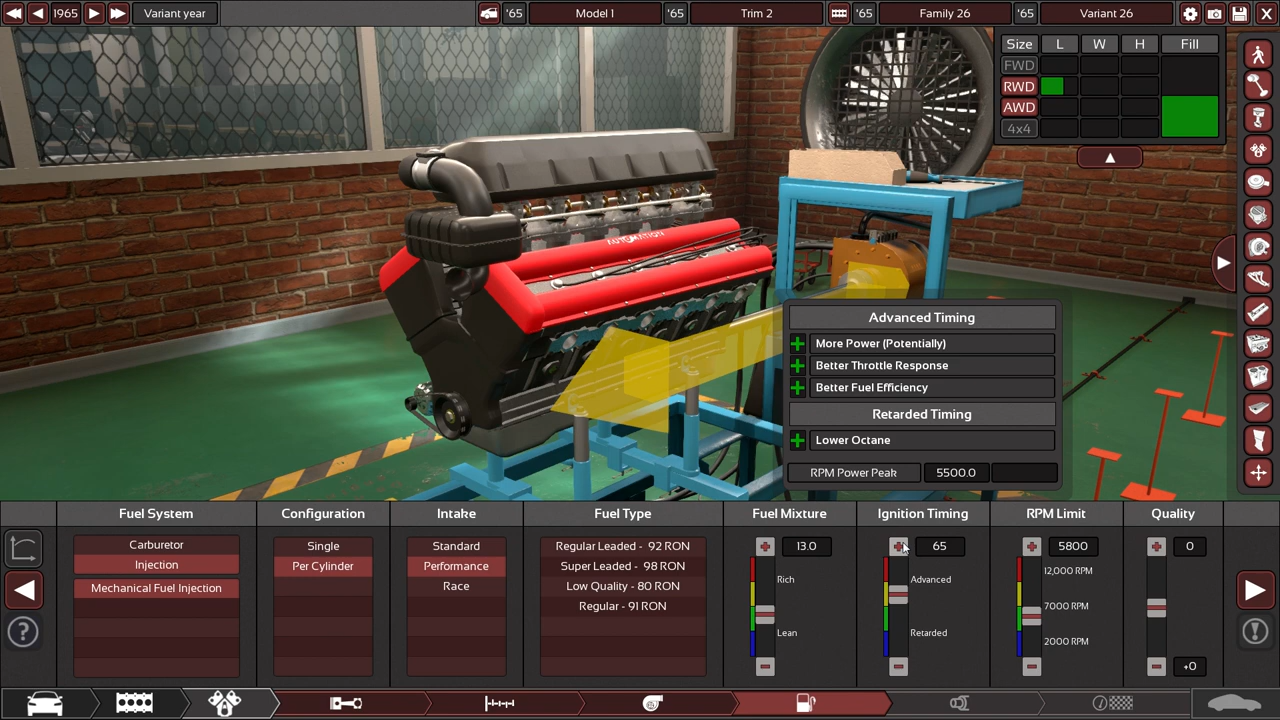 1965
Variant year
'65
Model 1
'65
Trim 2
'65
Family 26
'65
Variant 26
Size
L
W
H
Fill
FWD
RWD
AWD
4x4
AUTOMATION
Advanced Timing
More Power (Potentially)
Better Throttle Response
Better Fuel Efficiency
Retarded Timing
Lower Octane
RPM Power Peak
5500.0
Fuel System
Carburetor
Injection
Mechanical Fuel Injection
Configuration
Single
Per Cylinder
Intake
Standard
Performance
Race
Fuel Type
Regular Leaded - 92 RON
Super Leaded - 98 RON
Low Quality - 80 RON
Regular - 91 RON
Fuel Mixture
13.0
Rich
Lean
Ignition Timing
65
Advanced
Retarded
RPM Limit
5800
12,000 RPM
7000 RPM
2000 RPM
Quality
0
+0